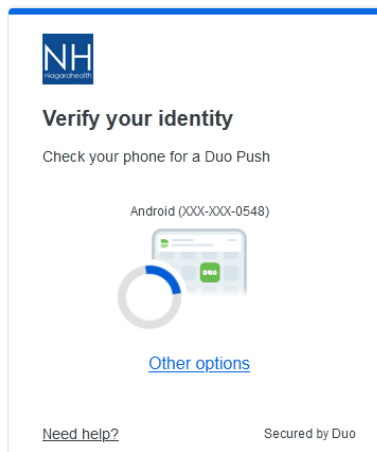 NH
niagarahealth
Verify your identity
Check your phone for a Duo Push
Android (XXX-XXX-0548)
DUO
Other options
Need help? Secured by Duo